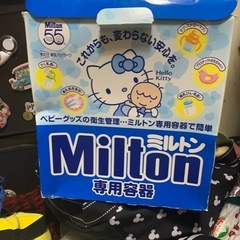 Milton
55
これからも、変わらない安心を。
Hello Kitty
ベビーグッズの衛生管理…ミルトン専用容器で簡単
ミルトン
Milton
専用容器